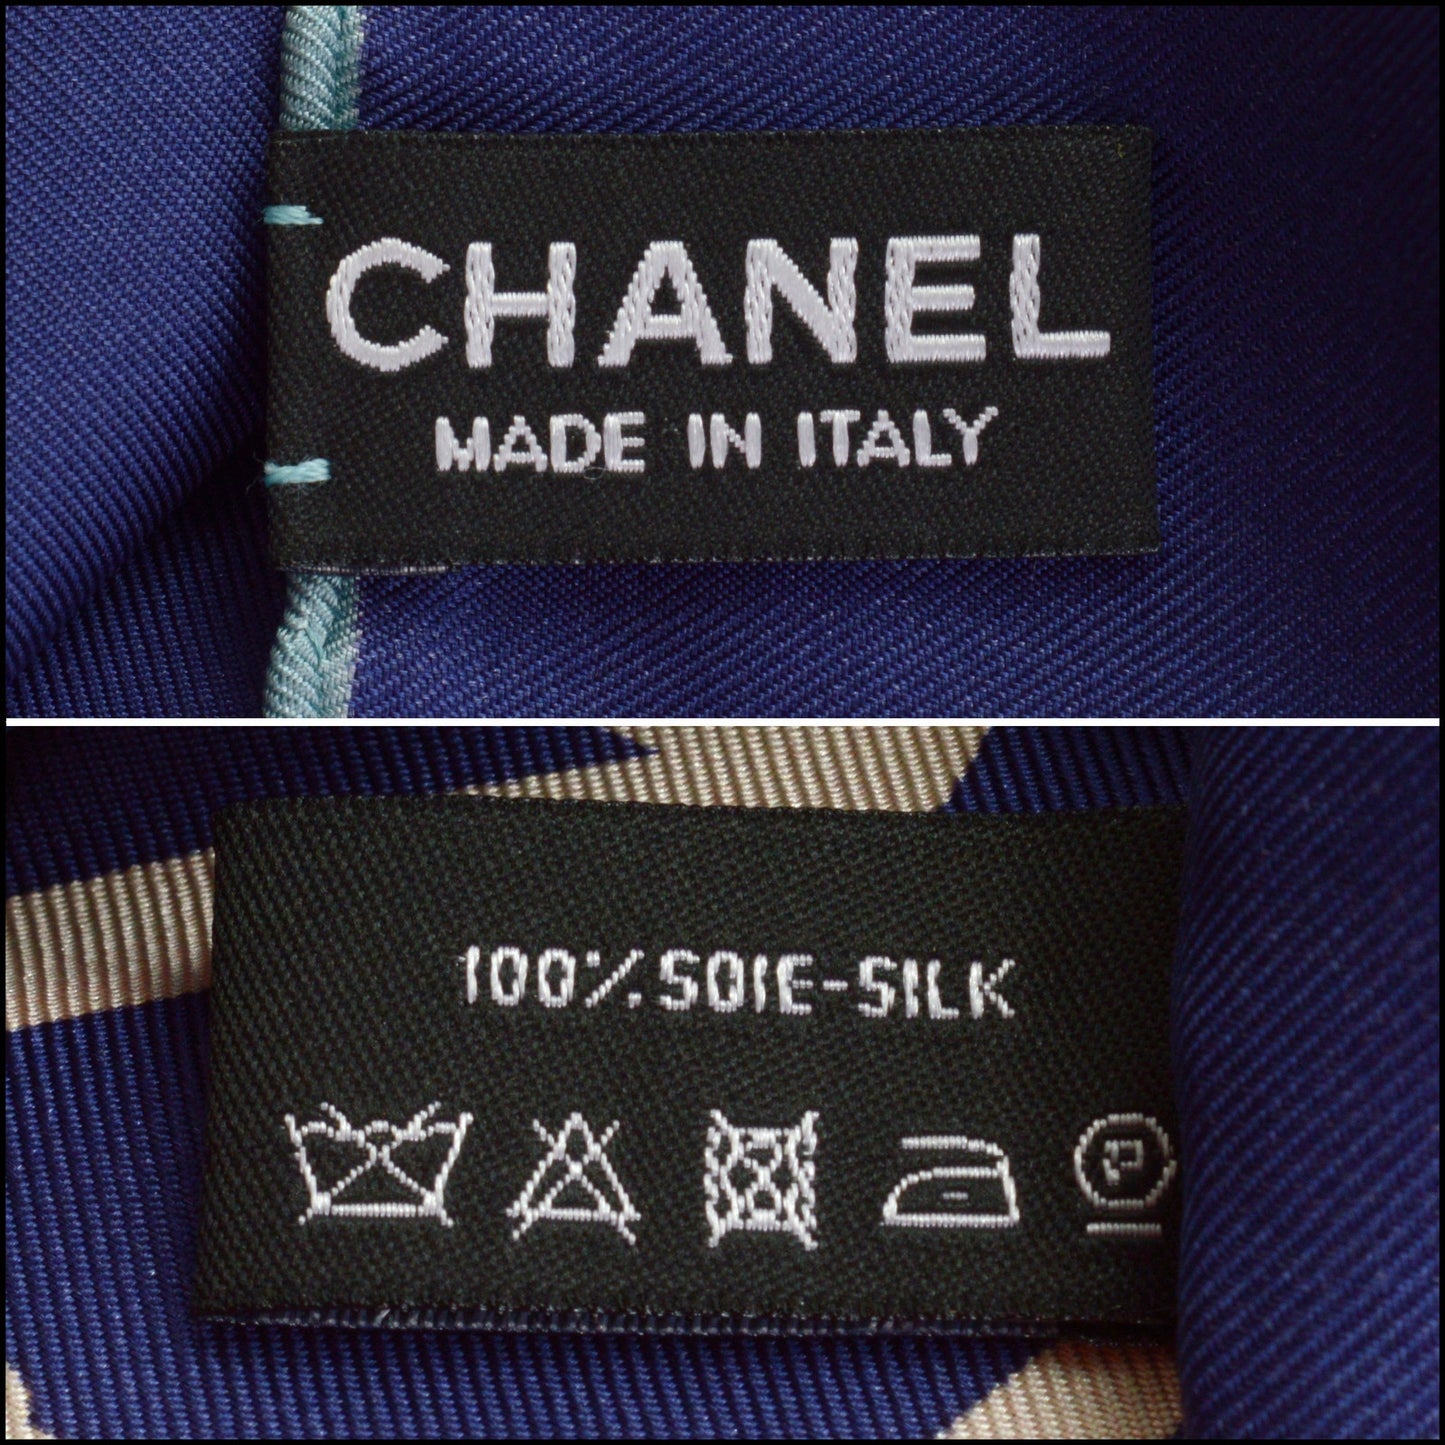 CHANEL
MADE IN ITALY
100% SOIE-SILK
P